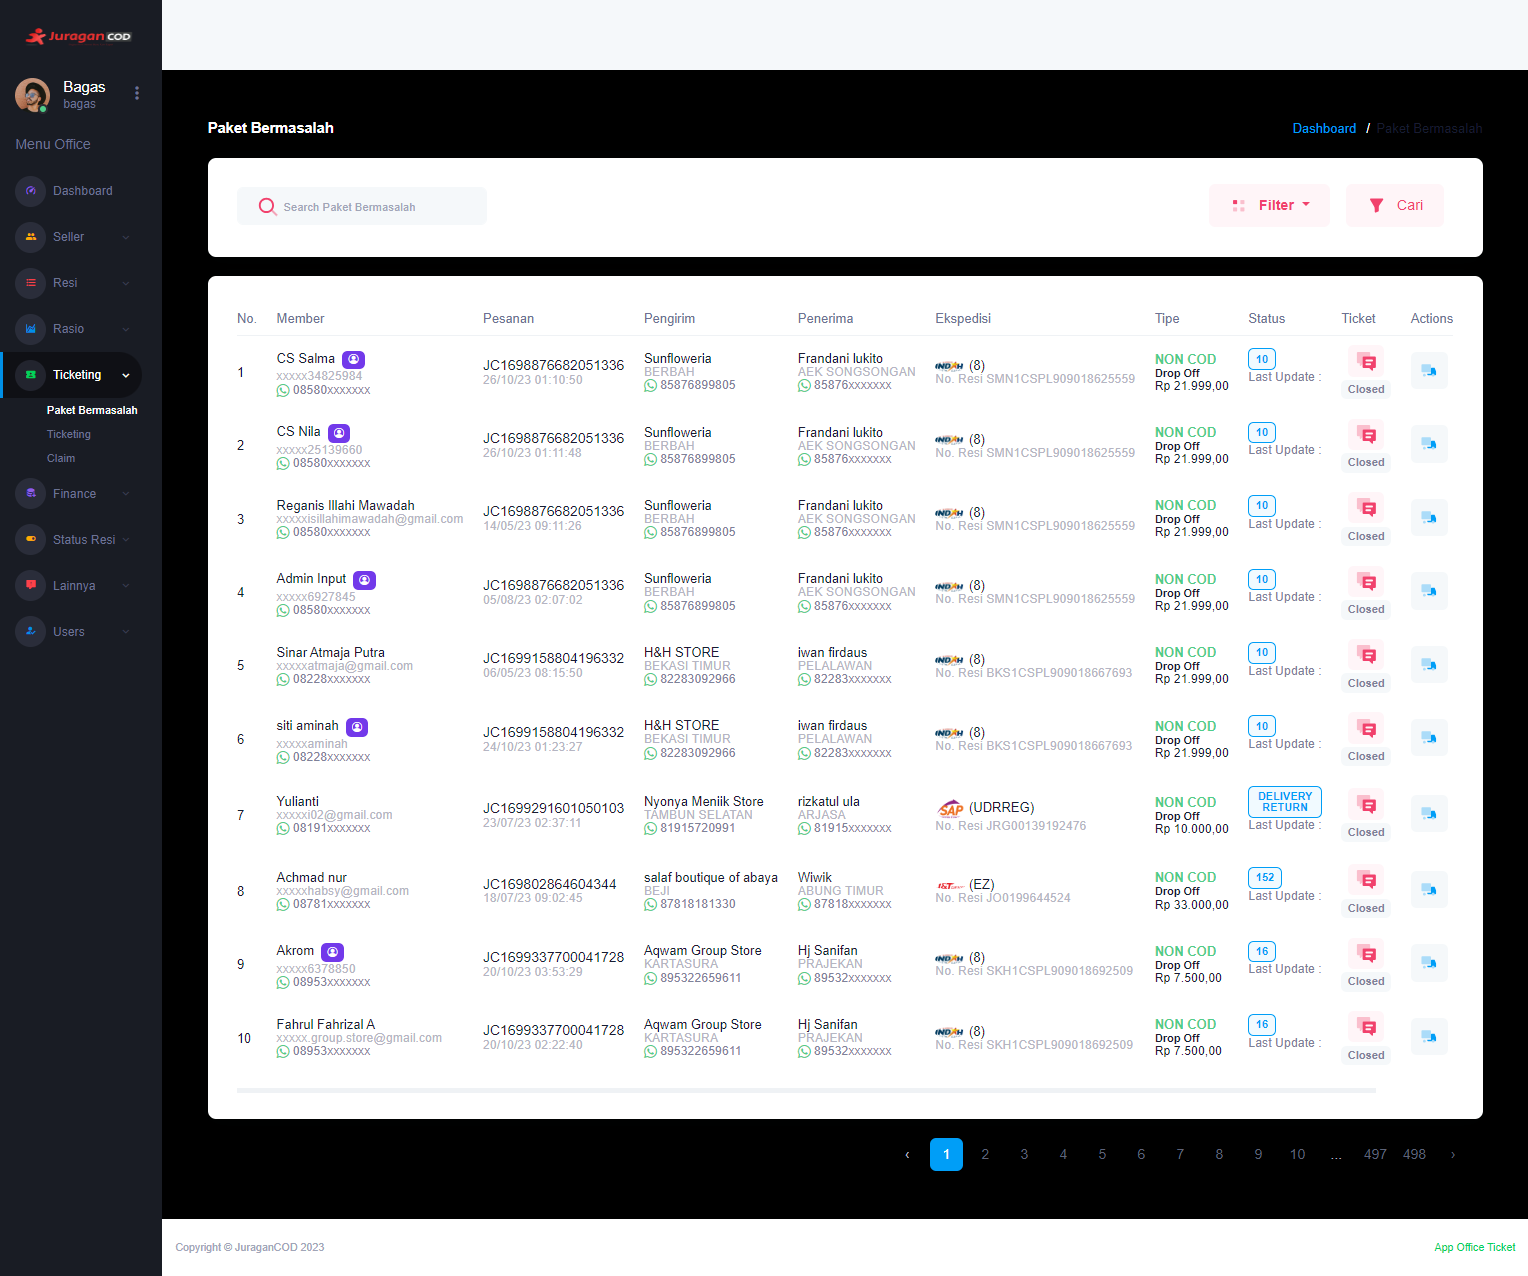 JuraganCOD
Bagas
bagas
Menu Office
Dashboard
Seller
Resi
Rasio
Ticketing
Paket Bermasalah
Ticketing
Claim
Finance
Status Resi
Lainnya
Users
Paket Bermasalah
Dashboard / Paket Bermasalah
Search Paket Bermasalah
Filter
Cari
No. Member Pesanan Pengirim Penerima Ekspedisi Tipe Status Ticket Actions
1
CS Salma
xxxxx34825984
08580xxxxxxx
JC1698876682051336
26/10/23 01:10:50
Sunfloweria
BERBAH
85876899805
Frandani lukito
AEK SONGSONGAN
85876xxxxxxx
INDAH (8)
No. Resi SMN1CSPL909018625559
NON COD
Drop Off
Rp 21.999,00
10
Last Update :
Closed
2
CS Nila
xxxxx25139660
08580xxxxxxx
JC1698876682051336
26/10/23 01:11:48
Sunfloweria
BERBAH
85876899805
Frandani lukito
AEK SONGSONGAN
85876xxxxxxx
INDAH (8)
No. Resi SMN1CSPL909018625559
NON COD
Drop Off
Rp 21.999,00
10
Last Update :
Closed
3
Reganis Illahi Mawadah
xxxxxisillahimawadah@gmail.com
08580xxxxxxx
JC1698876682051336
14/05/23 09:11:26
Sunfloweria
BERBAH
85876899805
Frandani lukito
AEK SONGSONGAN
85876xxxxxxx
INDAH (8)
No. Resi SMN1CSPL909018625559
NON COD
Drop Off
Rp 21.999,00
10
Last Update :
Closed
4
Admin Input
xxxxx6927845
08580xxxxxxx
JC1698876682051336
05/08/23 02:07:02
Sunfloweria
BERBAH
85876899805
Frandani lukito
AEK SONGSONGAN
85876xxxxxxx
INDAH (8)
No. Resi SMN1CSPL909018625559
NON COD
Drop Off
Rp 21.999,00
10
Last Update :
Closed
5
Sinar Atmaja Putra
xxxxxatmaja@gmail.com
08228xxxxxxx
JC1699158804196332
06/05/23 08:15:50
H&H STORE
BEKASI TIMUR
82283092966
iwan firdaus
PELALAWAN
82283xxxxxxx
INDAH (8)
No. Resi BKS1CSPL909018667693
NON COD
Drop Off
Rp 21.999,00
10
Last Update :
Closed
6
siti aminah
xxxxxaminah
08228xxxxxxx
JC1699158804196332
24/10/23 01:23:27
H&H STORE
BEKASI TIMUR
82283092966
iwan firdaus
PELALAWAN
82283xxxxxxx
INDAH (8)
No. Resi BKS1CSPL909018667693
NON COD
Drop Off
Rp 21.999,00
10
Last Update :
Closed
7
Yulianti
xxxxxi02@gmail.com
08191xxxxxxx
JC1699291601050103
23/07/23 02:37:11
Nyonya Meniik Store
TAMBUN SELATAN
81915720991
rizkatul ula
ARJASA
81915xxxxxxx
SAP (UDRREG)
No. Resi JRG00139192476
NON COD
Drop Off
Rp 10.000,00
DELIVERY
RETURN
Last Update :
Closed
8
Achmad nur
xxxxxhabsy@gmail.com
08781xxxxxxx
JC169802864604344
18/07/23 09:02:45
salaf boutique of abaya
BEJI
87818181330
Wiwik
ABUNG TIMUR
87818xxxxxxx
J&T (EZ)
No. Resi JO0199644524
NON COD
Drop Off
Rp 33.000,00
152
Last Update :
Closed
9
Akrom
xxxxx6378850
08953xxxxxxx
JC1699337700041728
20/10/23 03:53:29
Aqwam Group Store
KARTASURA
895322659611
Hj Sanifan
PRAJEKAN
89532xxxxxxx
INDAH (8)
No. Resi SKH1CSPL909018692509
NON COD
Drop Off
Rp 7.500,00
16
Last Update :
Closed
10
Fahrul Fahrizal A
xxxxx.group.store@gmail.com
08953xxxxxxx
JC1699337700041728
20/10/23 02:22:40
Aqwam Group Store
KARTASURA
895322659611
Hj Sanifan
PRAJEKAN
89532xxxxxxx
INDAH (8)
No. Resi SKH1CSPL909018692509
NON COD
Drop Off
Rp 7.500,00
16
Last Update :
Closed
‹ 1 2 3 4 5 6 7 8 9 10 ... 497 498 ›
Copyright © JuraganCOD 2023
App Office Ticket